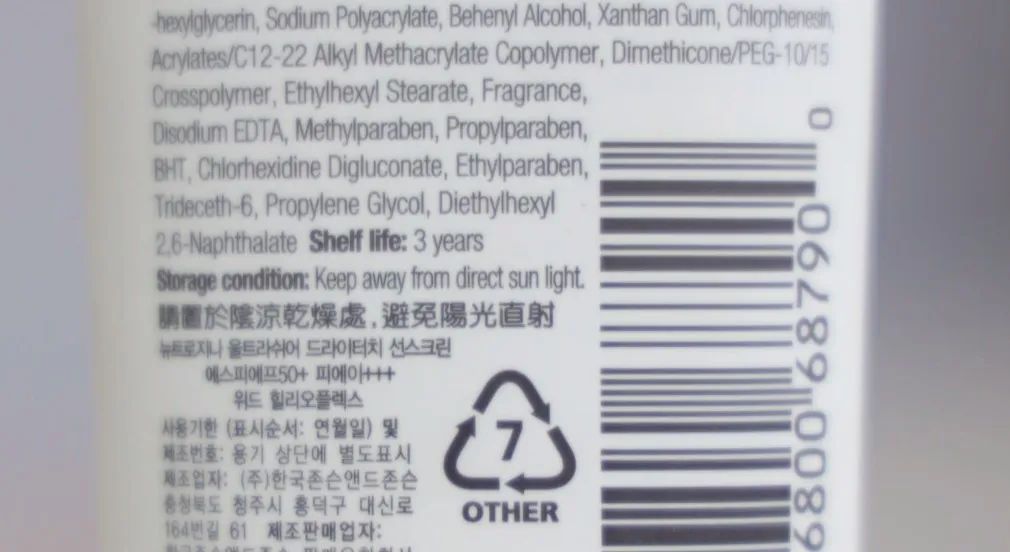 -hexylglycerin, Sodium Polyacrylate, Behenyl Alcohol, Xanthan Gum, Chlorphenesin,
Acrylates/C12-22 Alkyl Methacrylate Copolymer, Dimethicone/PEG-10/15
Crosspolymer, Ethylhexyl Stearate, Fragrance,
Disodium EDTA, Methylparaben, Propylparaben,
BHT, Chlorhexidine Digluconate, Ethylparaben,
Trideceth-6, Propylene Glycol, Diethylhexyl
2,6-Naphthalate Shelf life: 3 years
Storage condition: Keep away from direct sun light.
請置於陰涼乾燥處，避免陽光直射
뉴트로지나 울트라쉬어 드라이터치 선스크린
에스피에프50+ 피에이+++
위드 힐리오플렉스
사용기한 (표시순서: 연월일) 및
제조번호: 용기 상단에 별도표시
제조업자: (주)한국존슨앤드존슨
충청북도 청주시 흥덕구 대신로
164번길 61 제조판매업자:
7
OTHER
6800 68790 0